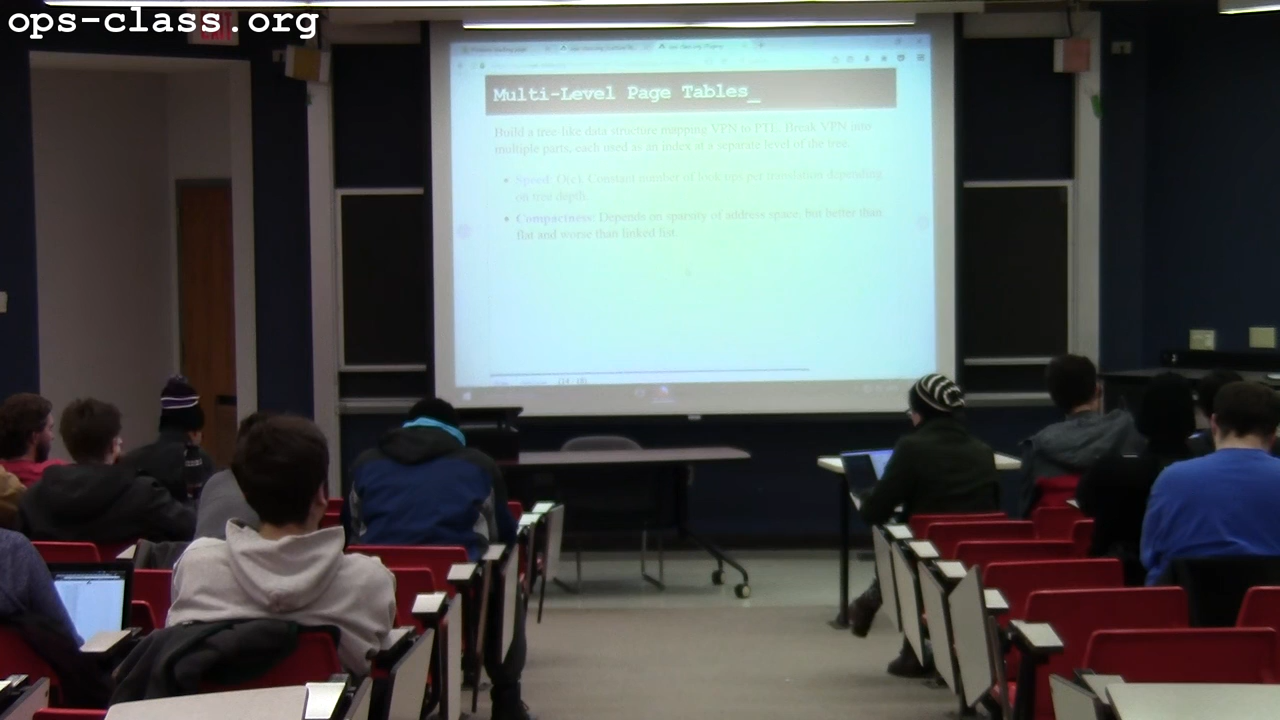 ops-class.org
EXIT
Multi-Level Page Tables_
Build a tree-like data structure mapping VPN to PTE. Break VPN into
multiple parts, each used as an index at a separate level of the tree.
• Speed: O(c). Constant number of look ups per translation depending
on tree depth.
• Compactness: Depends on sparsity of address space, but better than
flat and worse than linked list.